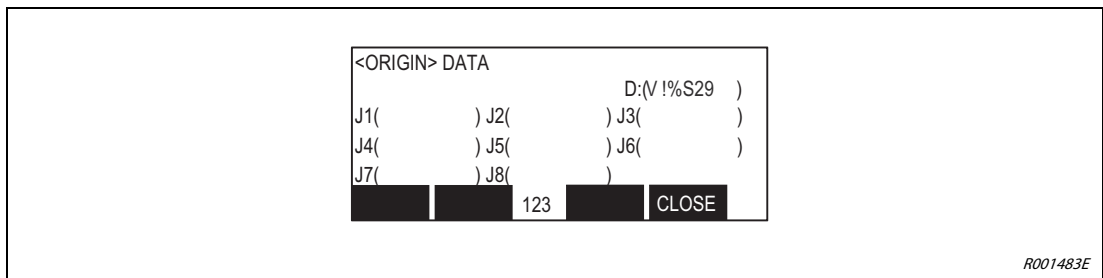 <ORIGIN> DATA
D:(V !%S29 )
J1( ) J2( ) J3( )
J4( ) J5( ) J6( )
J7( ) J8( )
123 CLOSE
R001483E